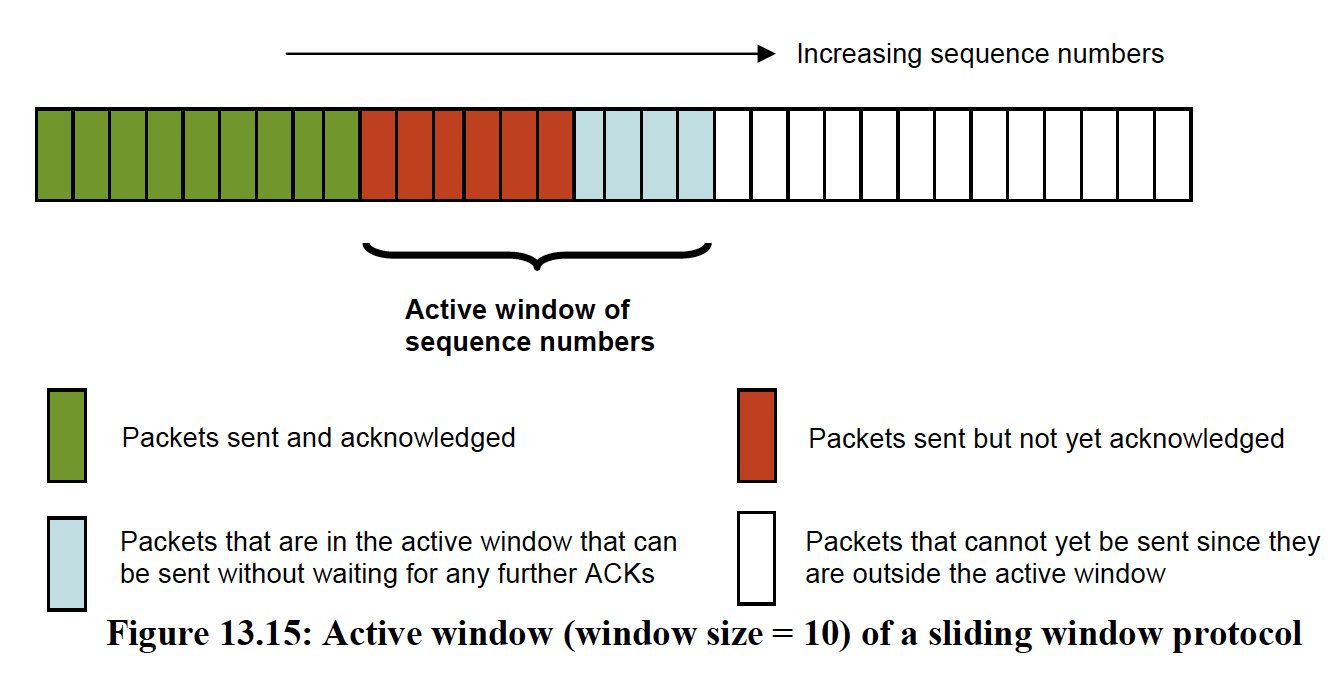 Increasing sequence numbers
Active window of
sequence numbers
Packets sent and acknowledged
Packets sent but not yet acknowledged
Packets that are in the active window that can
be sent without waiting for any further ACKs
Packets that cannot yet be sent since they
are outside the active window
Figure 13.15: Active window (window size = 10) of a sliding window protocol